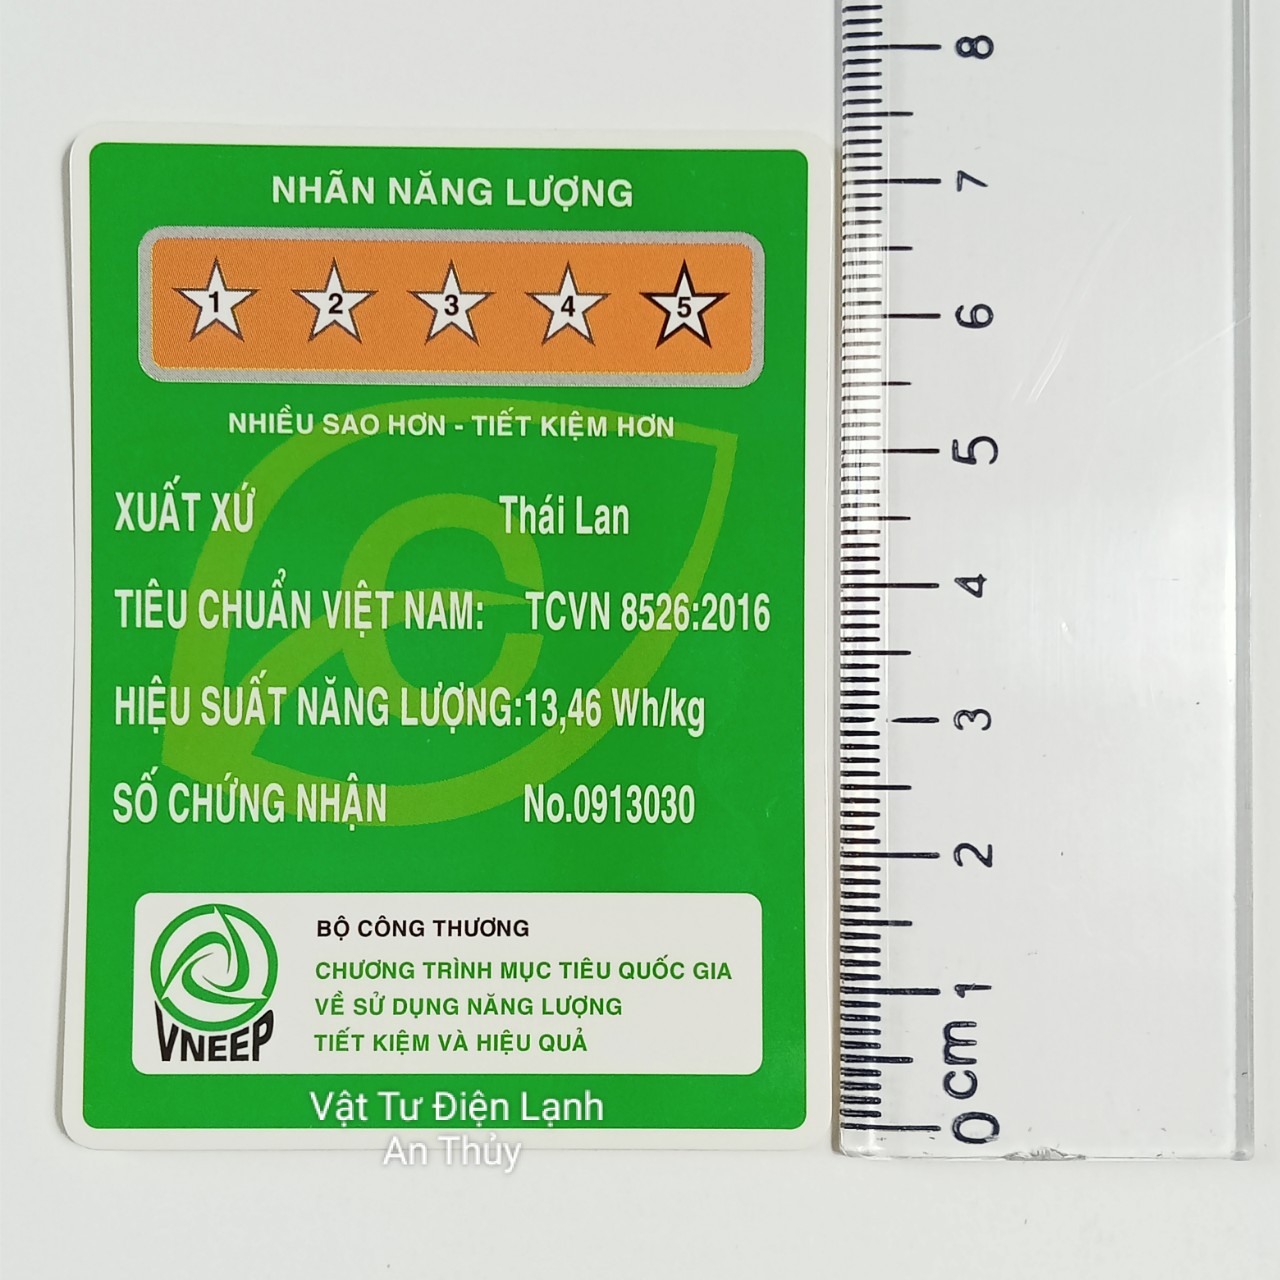 NHÃN NĂNG LƯỢNG
1 2 3 4 5
NHIỀU SAO HƠN - TIẾT KIỆM HƠN
XUẤT XỨ Thái Lan
TIÊU CHUẨN VIỆT NAM: TCVN 8526:2016
HIỆU SUẤT NĂNG LƯỢNG:13,46 Wh/kg
SỐ CHỨNG NHẬN No.0913030
VNEEP
BỘ CÔNG THƯƠNG
CHƯƠNG TRÌNH MỤC TIÊU QUỐC GIA
VỀ SỬ DỤNG NĂNG LƯỢNG
TIẾT KIỆM VÀ HIỆU QUẢ
Vật Tư Điện Lạnh
An Thủy
0 cm 1 2 3 4 5 6 7 8